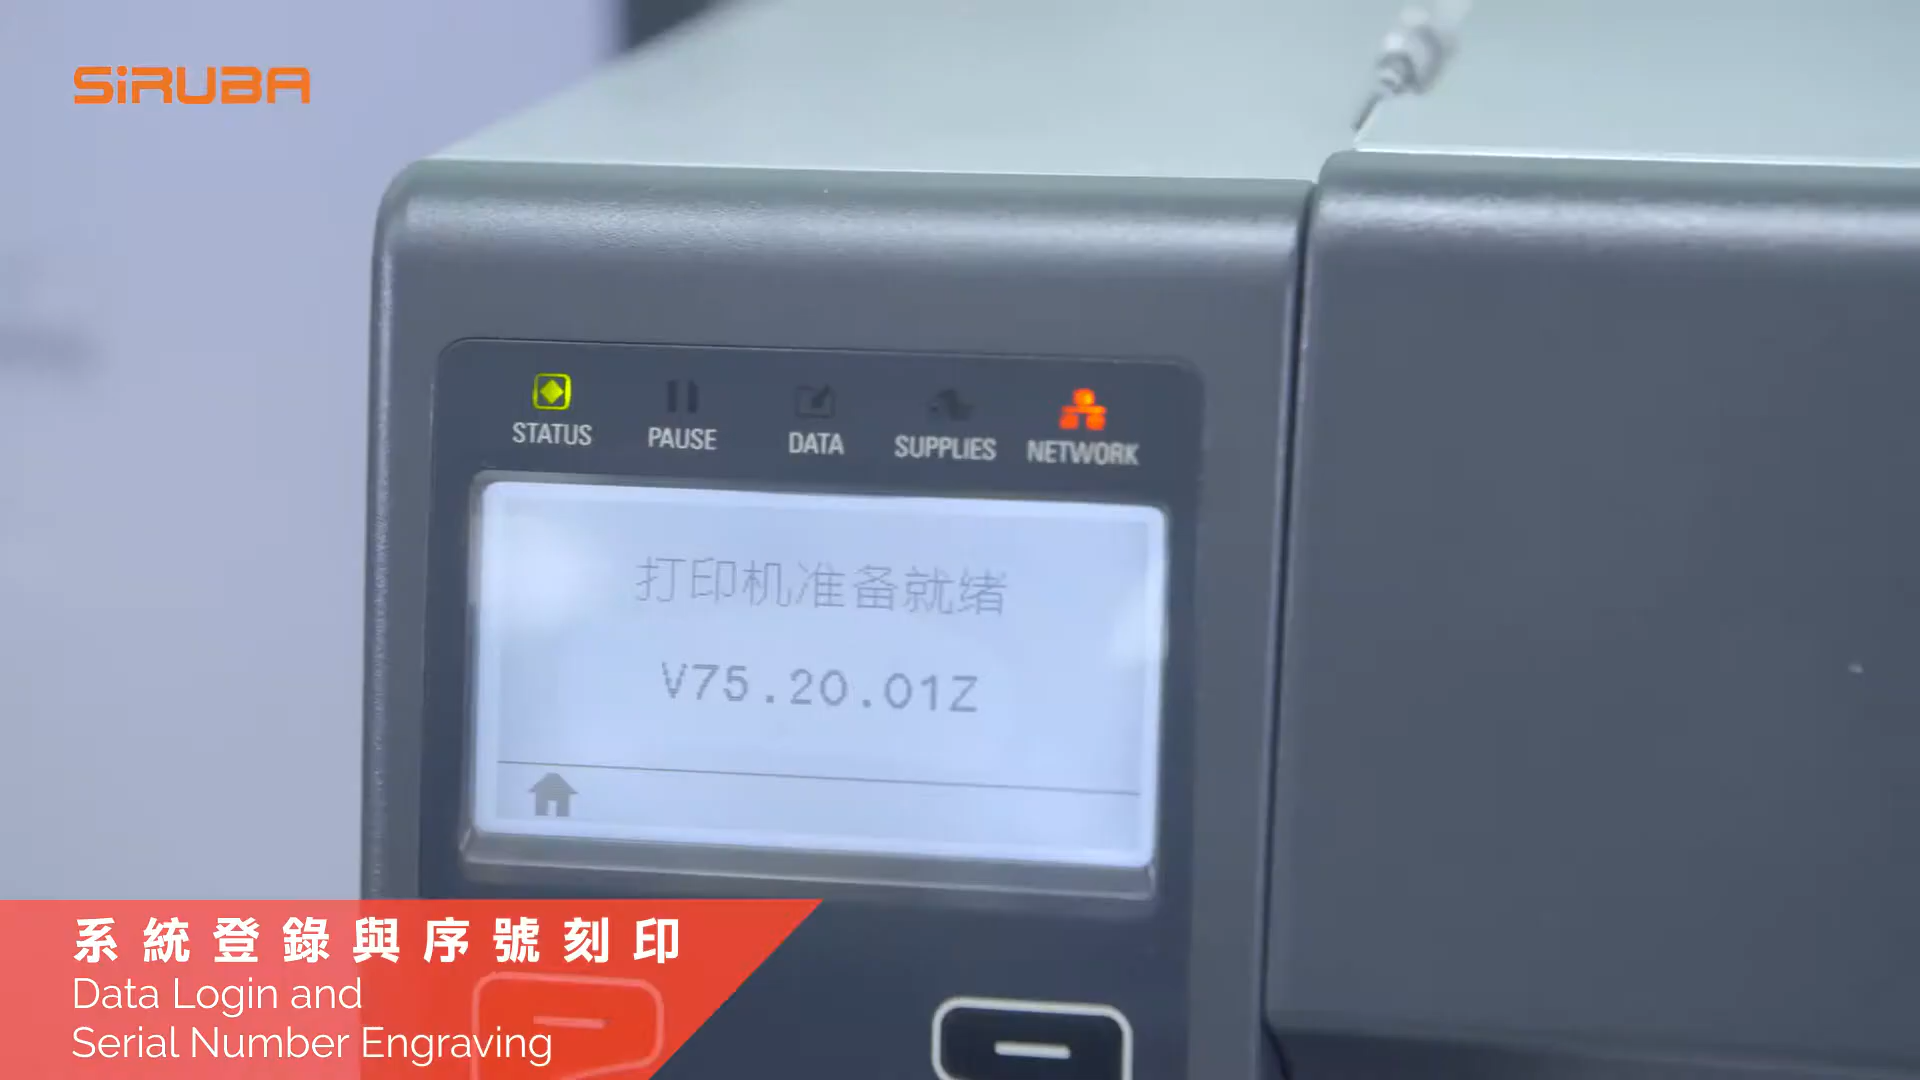 SiRUBA
STATUS PAUSE DATA SUPPLIES NETWORK
打印机准备就绪
V75.20.01Z
系統登錄與序號刻印
Data Login and
Serial Number Engraving